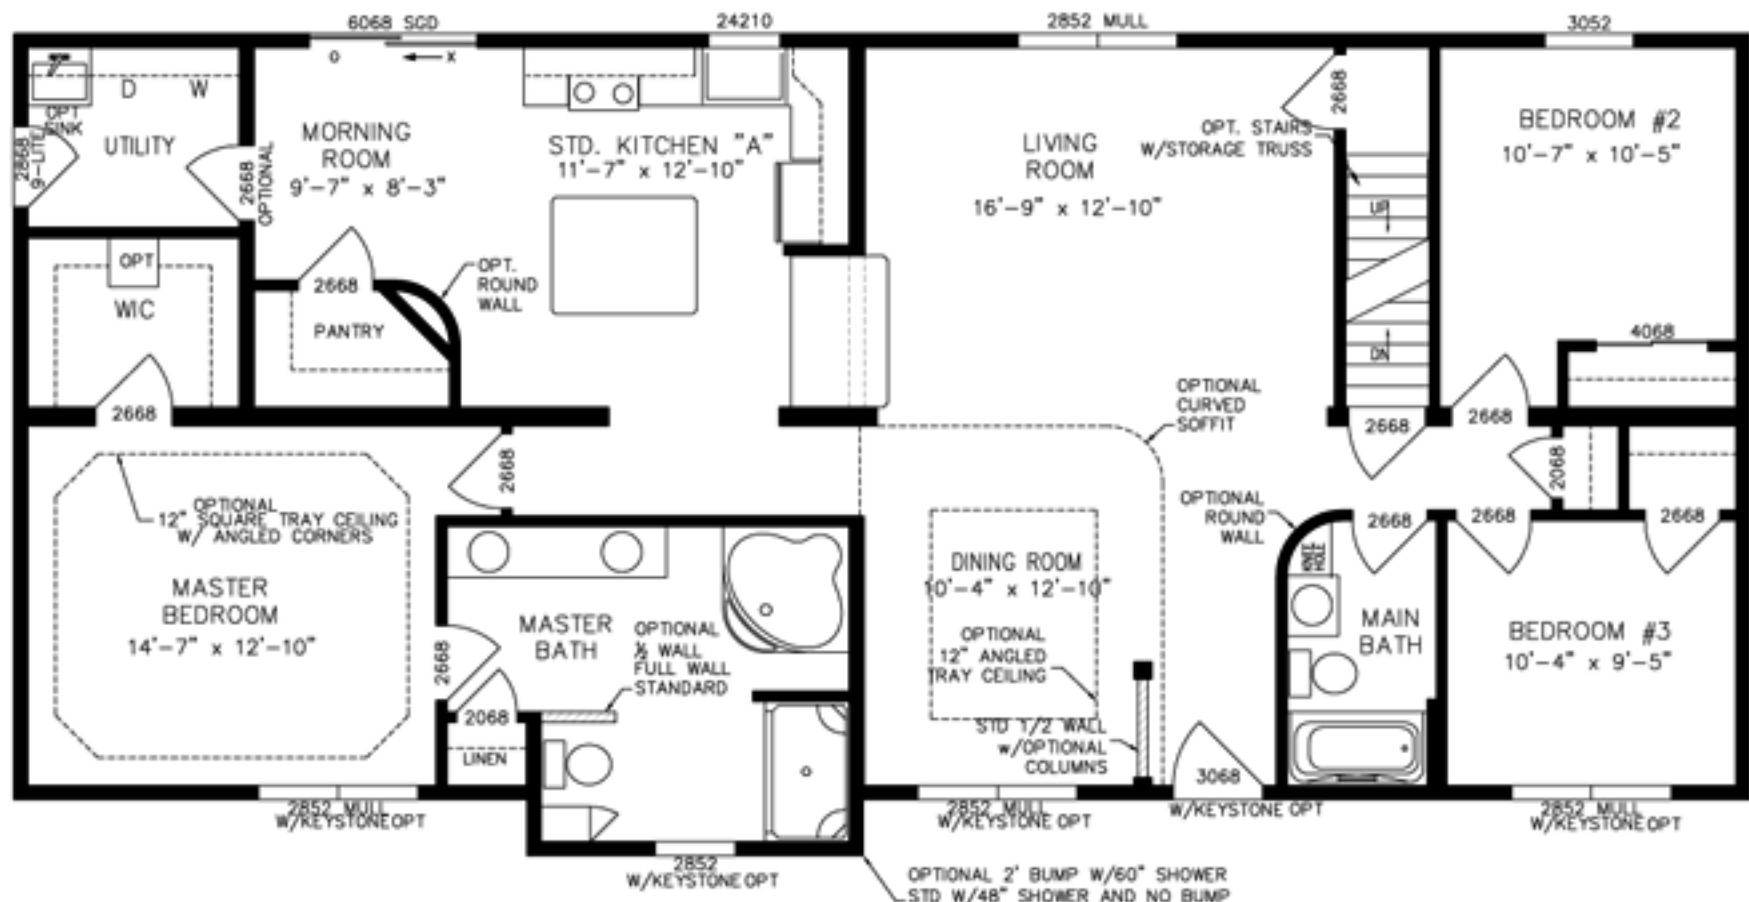 6068 SGD
24210
2852 MULL
3052
O
X
D
W
OPT
SINK
UTILITY
2868
9-LITE
2668
OPTIONAL
MORNING
ROOM
9'-7" x 8'-3"
STD. KITCHEN "A"
11'-7" x 12'-10"
LIVING
ROOM
16'-9" x 12'-10"
2668
OPT. STAIRS
W/STORAGE TRUSS
UP
DN
BEDROOM #2
10'-7" x 10'-5"
4068
OPT
WIC
2668
2668
PANTRY
OPT.
ROUND
WALL
OPTIONAL
CURVED
SOFFIT
2668
2668
2068
2668
OPTIONAL
12" SQUARE TRAY CEILING
W/ ANGLED CORNERS
MASTER
BEDROOM
14'-7" x 12'-10"
2668
MASTER
BATH
OPTIONAL
½ WALL
FULL WALL
STANDARD
2068
LINEN
DINING ROOM
10'-4" x 12'-10"
OPTIONAL
12" ANGLED
TRAY CEILING
STD 1/2 WALL
w/OPTIONAL
COLUMNS
OPTIONAL
ROUND
WALL
2668
KNEE
HOLE
MAIN
BATH
2668
2668
BEDROOM #3
10'-4" x 9'-5"
3068
W/KEYSTONE OPT
2852 MULL
W/KEYSTONE OPT
2852
W/KEYSTONE OPT
2852 MULL
W/KEYSTONE OPT
2852 MULL
W/KEYSTONE OPT
OPTIONAL 2' BUMP W/60" SHOWER
STD W/48" SHOWER AND NO BUMP